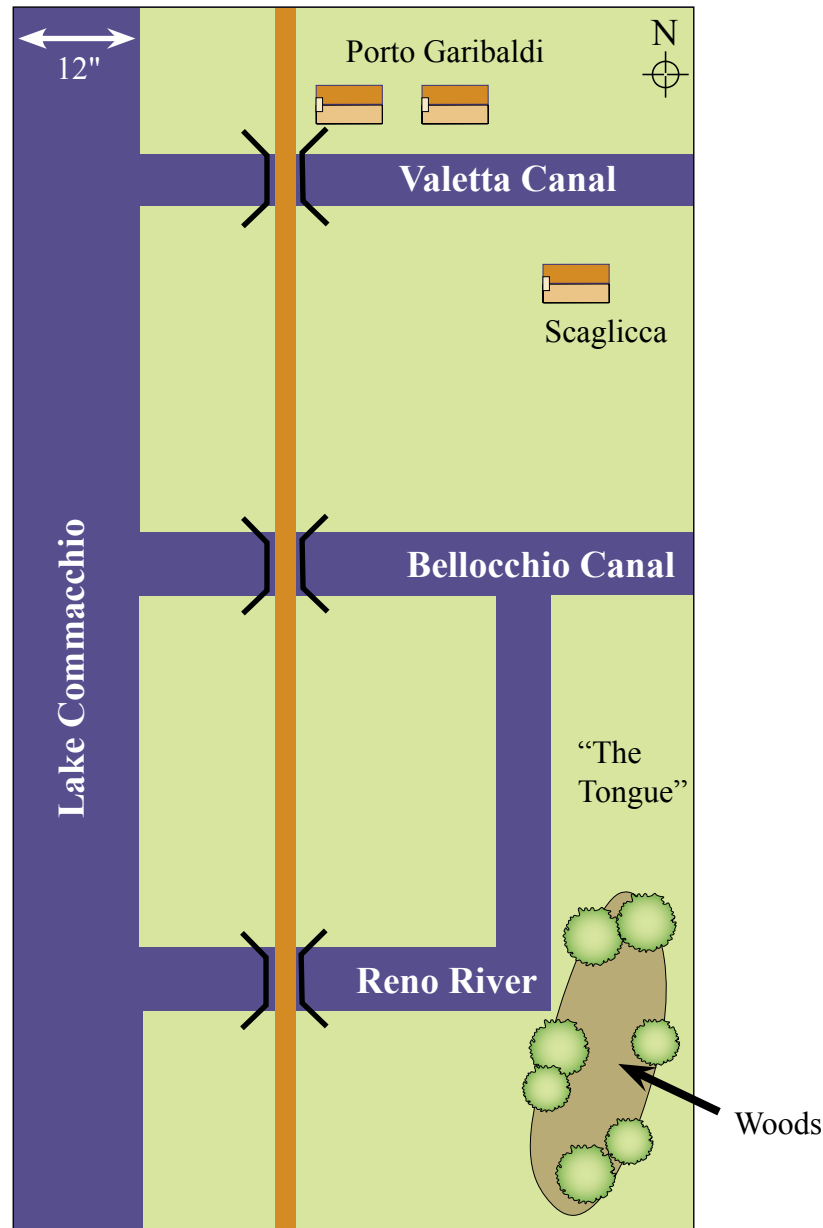 N
Porto Garibaldi
12"
Valetta Canal
Scaglicca
Lake Commacchio
Bellocchio Canal
“The
Tongue”
Reno River
Woods